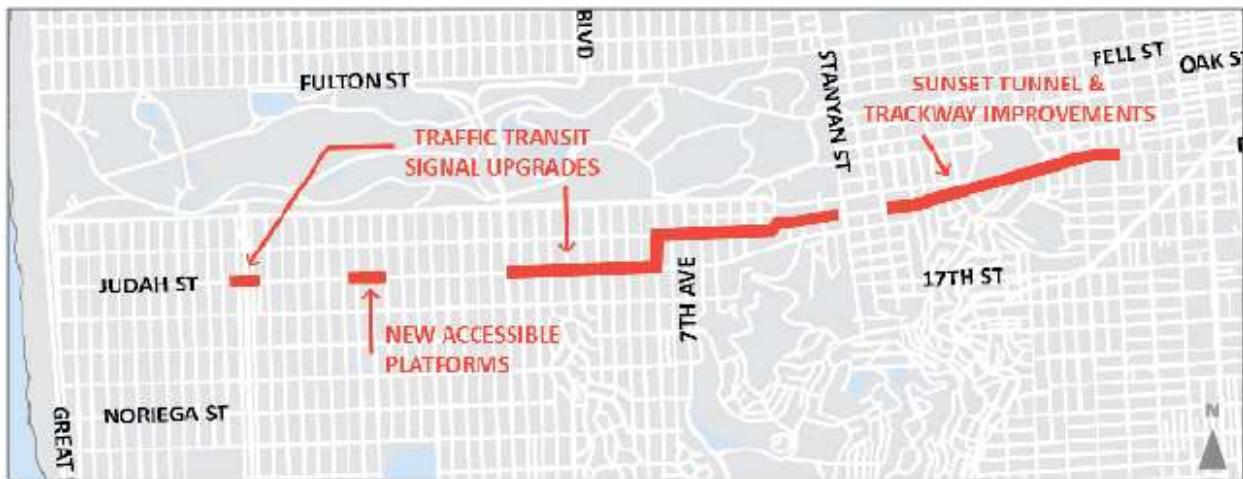 BLVD
FULTON ST
STANYAN ST
FELL ST
OAK ST
SUNSET TUNNEL &
TRACKWAY IMPROVEMENTS
TRAFFIC TRANSIT
SIGNAL UPGRADES
JUDAH ST
7TH AVE
17TH ST
NEW ACCESSIBLE
PLATFORMS
NORIEGA ST
GREAT
N